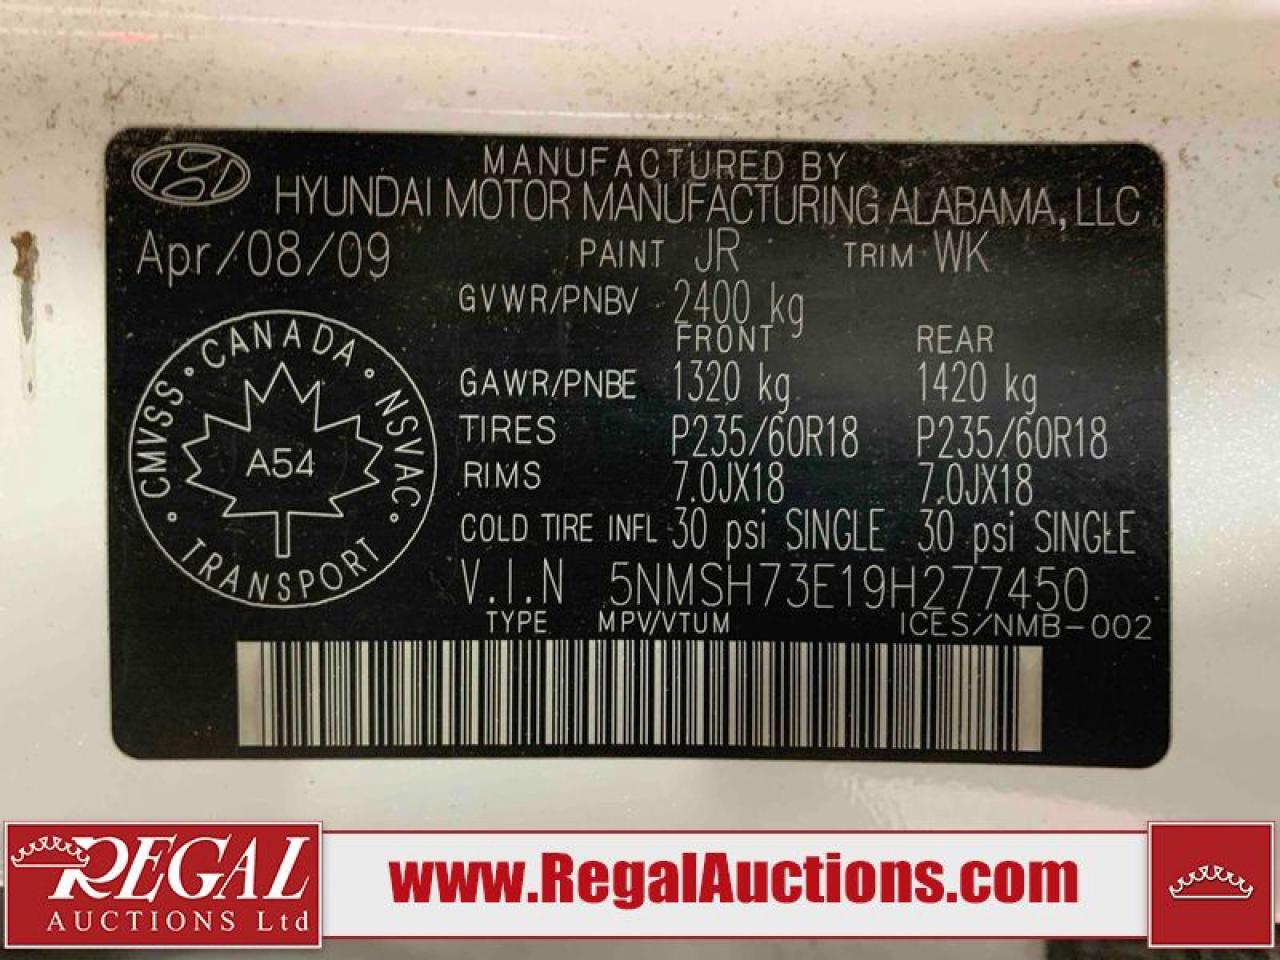 MANUFACTURED BY
HYUNDAI MOTOR MANUFACTURING ALABAMA, LLC
Apr/08/09 PAINT JR TRIM WK
GVWR/PNBV 2400 kg
FRONT REAR
GAWR/PNBE 1320 kg 1420 kg
TIRES P235/60R18 P235/60R18
RIMS 7.0JX18 7.0JX18
COLD TIRE INFL 30 psi SINGLE 30 psi SINGLE
V.I.N 5NMSH73E19H277450
TYPE MPV/VTUM ICES/NMB-002
CMVSS · CANADA · NSVAC ·
A54
TRANSPORT ·
REGAL
AUCTIONS Ltd
www.RegalAuctions.com